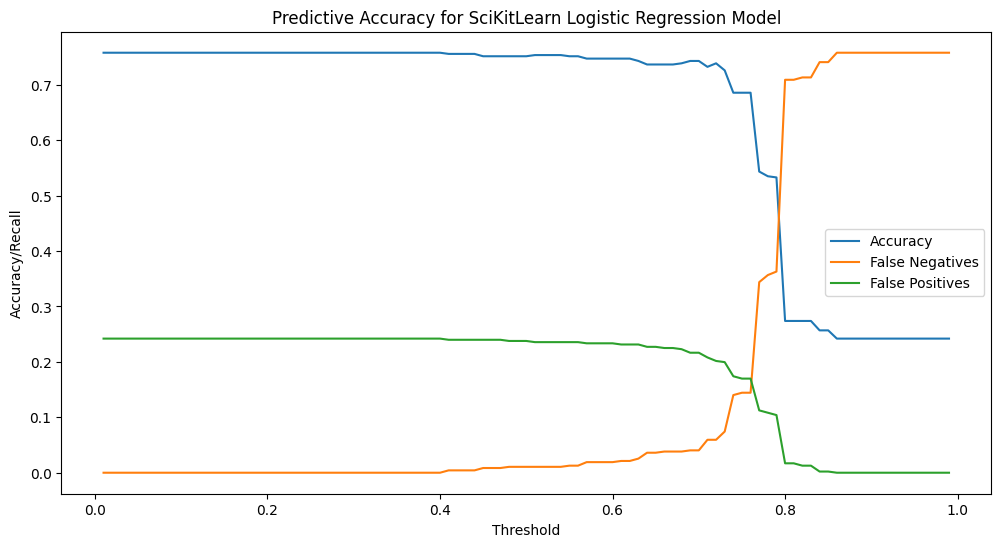 Predictive Accuracy for SciKitLearn Logistic Regression Model
Accuracy/Recall
0.7
0.6
0.5
0.4
0.3
0.2
0.1
0.0
Accuracy
False Negatives
False Positives
0.0 0.2 0.4 0.6 0.8 1.0
Threshold